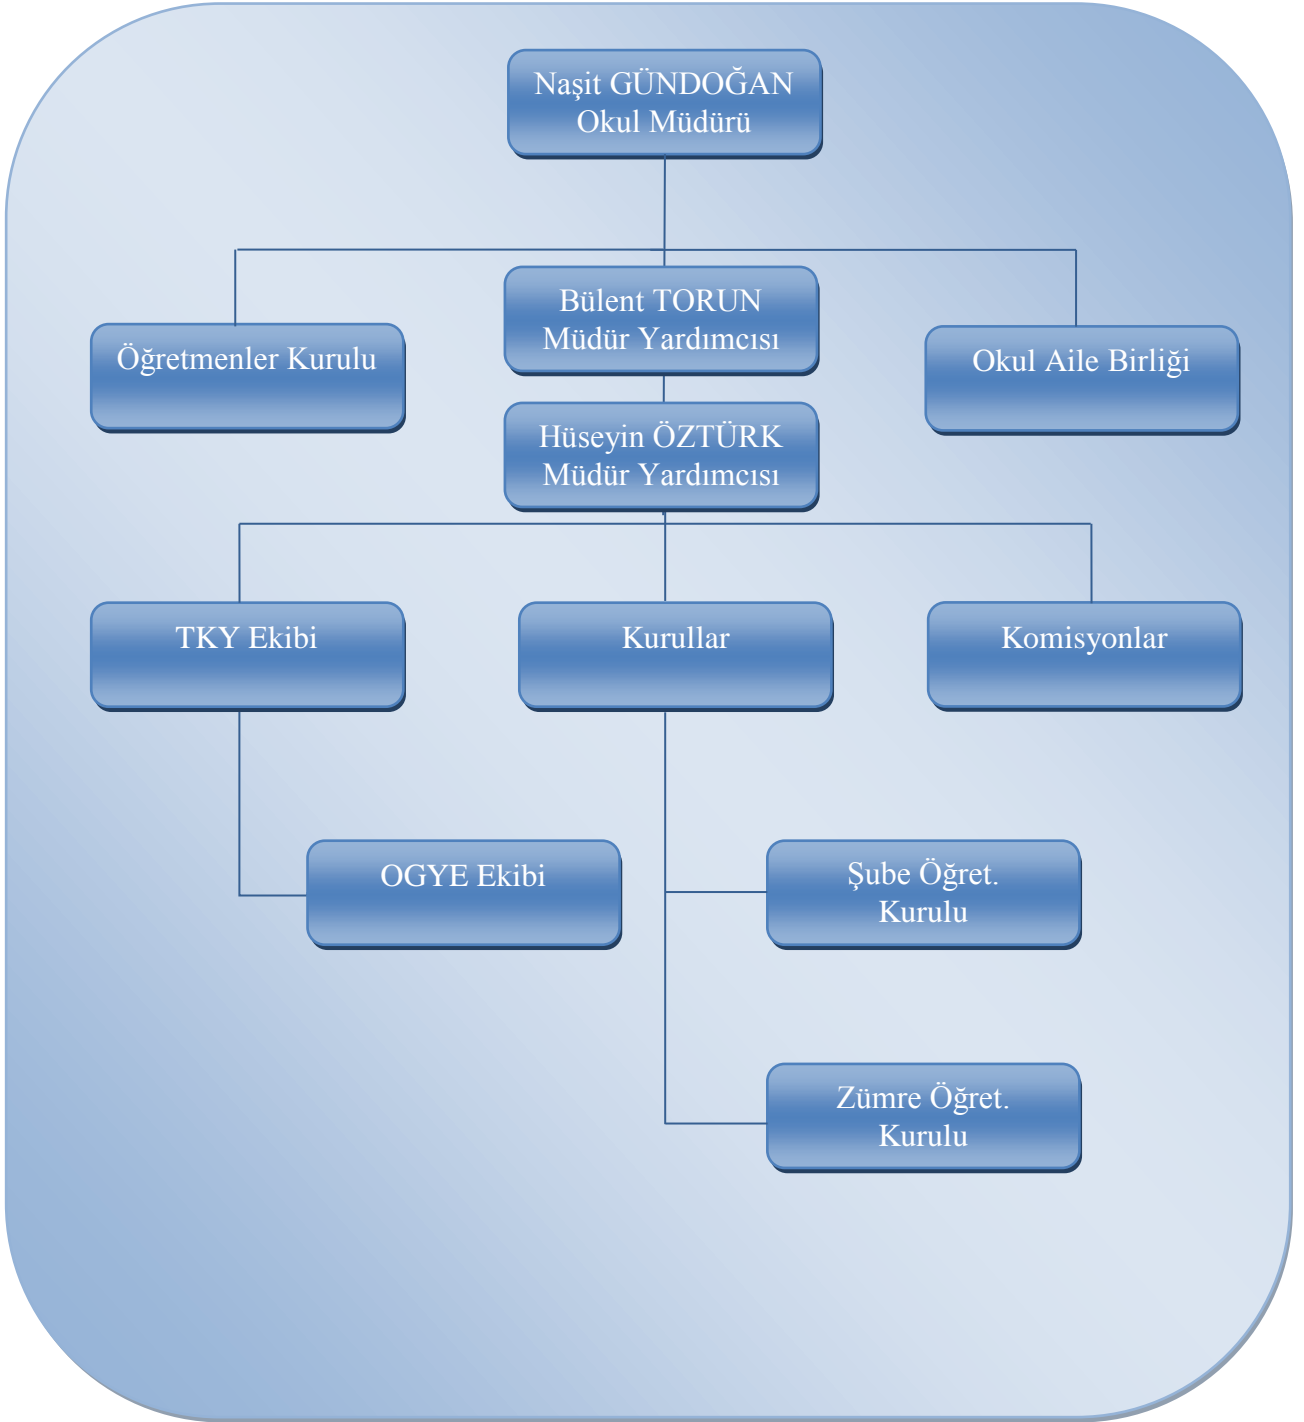 Naşit GÜNDOĞAN
Okul Müdürü
Bülent TORUN
Müdür Yardımcısı
Öğretmenler Kurulu
Okul Aile Birliği
Hüseyin ÖZTÜRK
Müdür Yardımcısı
TKY Ekibi
Kurullar
Komisyonlar
OGYE Ekibi
Şube Öğret.
Kurulu
Zümre Öğret.
Kurulu